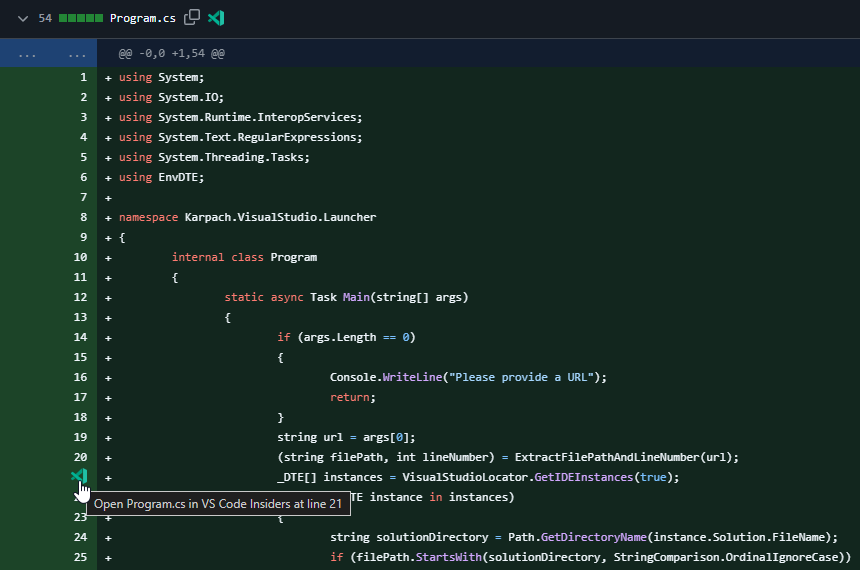 54 Program.cs
... ... @@ -0,0 +1,54 @@
1 + using System;
2 + using System.IO;
3 + using System.Runtime.InteropServices;
4 + using System.Text.RegularExpressions;
5 + using System.Threading.Tasks;
6 + using EnvDTE;
7 +
8 + namespace Karpach.VisualStudio.Launcher
9 + {
10 + internal class Program
11 + {
12 + static async Task Main(string[] args)
13 + {
14 + if (args.Length == 0)
15 + {
16 + Console.WriteLine("Please provide a URL");
17 + return;
18 + }
19 + string url = args[0];
20 + (string filePath, int lineNumber) = ExtractFilePathAndLineNumber(url);
+ _DTE[] instances = VisualStudioLocator.GetIDEInstances(true);
2 TE instance in instances)
Open Program.cs in VS Code Insiders at line 21
23 + {
24 + string solutionDirectory = Path.GetDirectoryName(instance.Solution.FileName);
25 + if (filePath.StartsWith(solutionDirectory, StringComparison.OrdinalIgnoreCase))